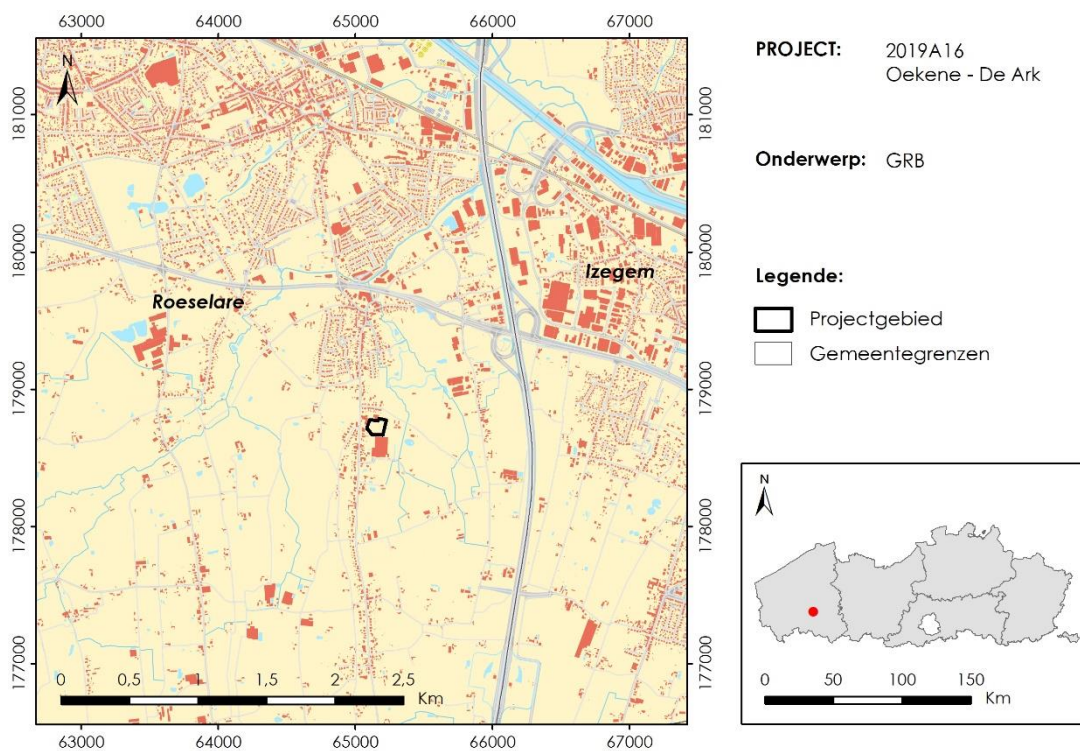 63000 64000 65000 66000 67000
N
181000
180000
179000
178000
177000
Roeselare
Izegem
0 0,5 1 1,5 2 2,5
Km
181000
180000
179000
178000
177000
63000 64000 65000 66000 67000
PROJECT: 2019A16
Oekene - De Ark
Onderwerp: GRB
Legende:
Projectgebied
Gemeentegrenzen
N
0 50 100 150
Km